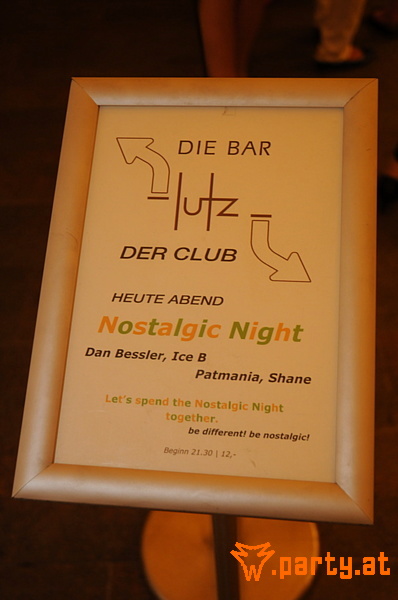 DIE BAR
lutz
DER CLUB
HEUTE ABEND
Nostalgic Night
Dan Bessler, Ice B
Patmania, Shane
Let's spend the Nostalgic Night
together.
be different! be nostalgic!
Beginn 21.30 | 12,-
w.party.at